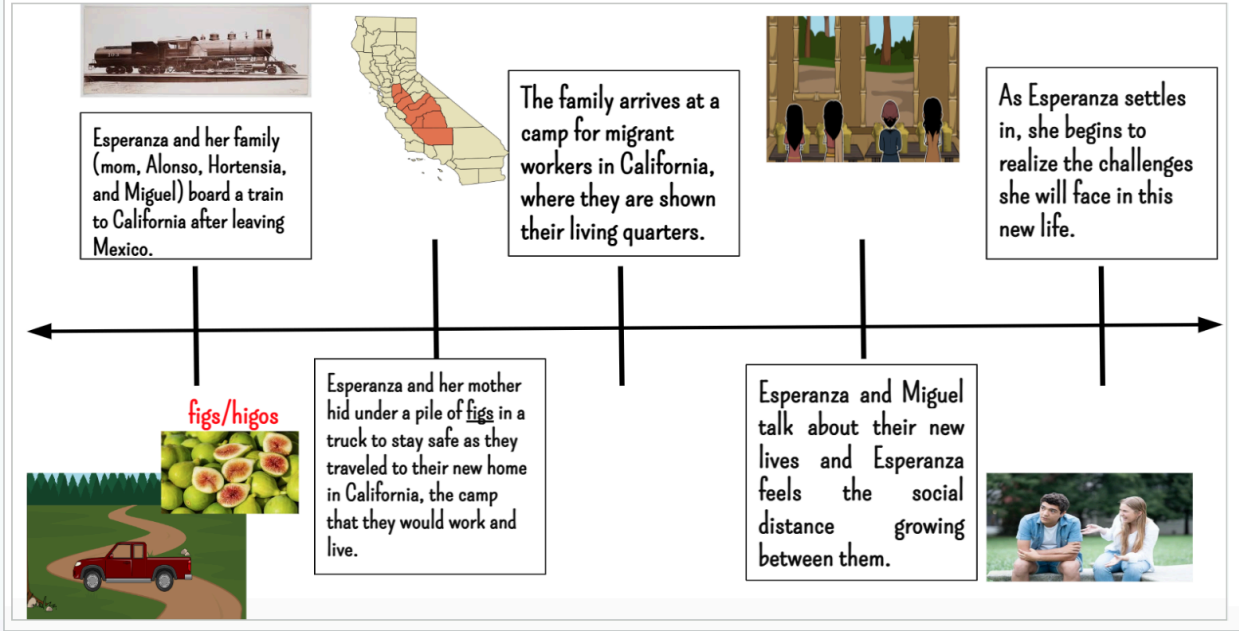 Esperanza and her family
(mom, Alonso, Hortensia,
and Miguel) board a train
to California after leaving
Mexico.
figs/higos
Esperanza and her mother
hid under a pile of figs in a
truck to stay safe as they
traveled to their new home
in California, the camp
that they would work and
live.
The family arrives at a
camp for migrant
workers in California,
where they are shown
their living quarters.
Esperanza and Miguel
talk about their new
lives and Esperanza
feels the social
distance growing
between them.
As Esperanza settles
in, she begins to
realize the challenges
she will face in this
new life.